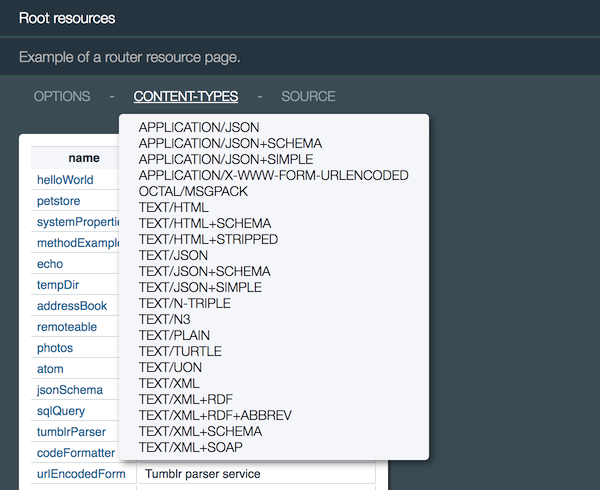 Root resources
Example of a router resource page.
OPTIONS - CONTENT-TYPES - SOURCE
APPLICATION/JSON
APPLICATION/JSON+SCHEMA
APPLICATION/JSON+SIMPLE
APPLICATION/X-WWW-FORM-URLENCODED
OCTAL/MSGPACK
TEXT/HTML
TEXT/HTML+SCHEMA
TEXT/HTML+STRIPPED
TEXT/JSON
TEXT/JSON+SCHEMA
TEXT/JSON+SIMPLE
TEXT/N-TRIPLE
TEXT/N3
TEXT/PLAIN
TEXT/TURTLE
TEXT/UON
TEXT/XML
TEXT/XML+RDF
TEXT/XML+RDF+ABBREV
TEXT/XML+SCHEMA
TEXT/XML+SOAP
name
helloWorld
petstore
systemPropertie
methodExample
echo
tempDir
addressBook
remoteable
photos
atom
jsonSchema
sqlQuery
tumblrParser
codeFormatter
urlEncodedForm Tumblr parser service